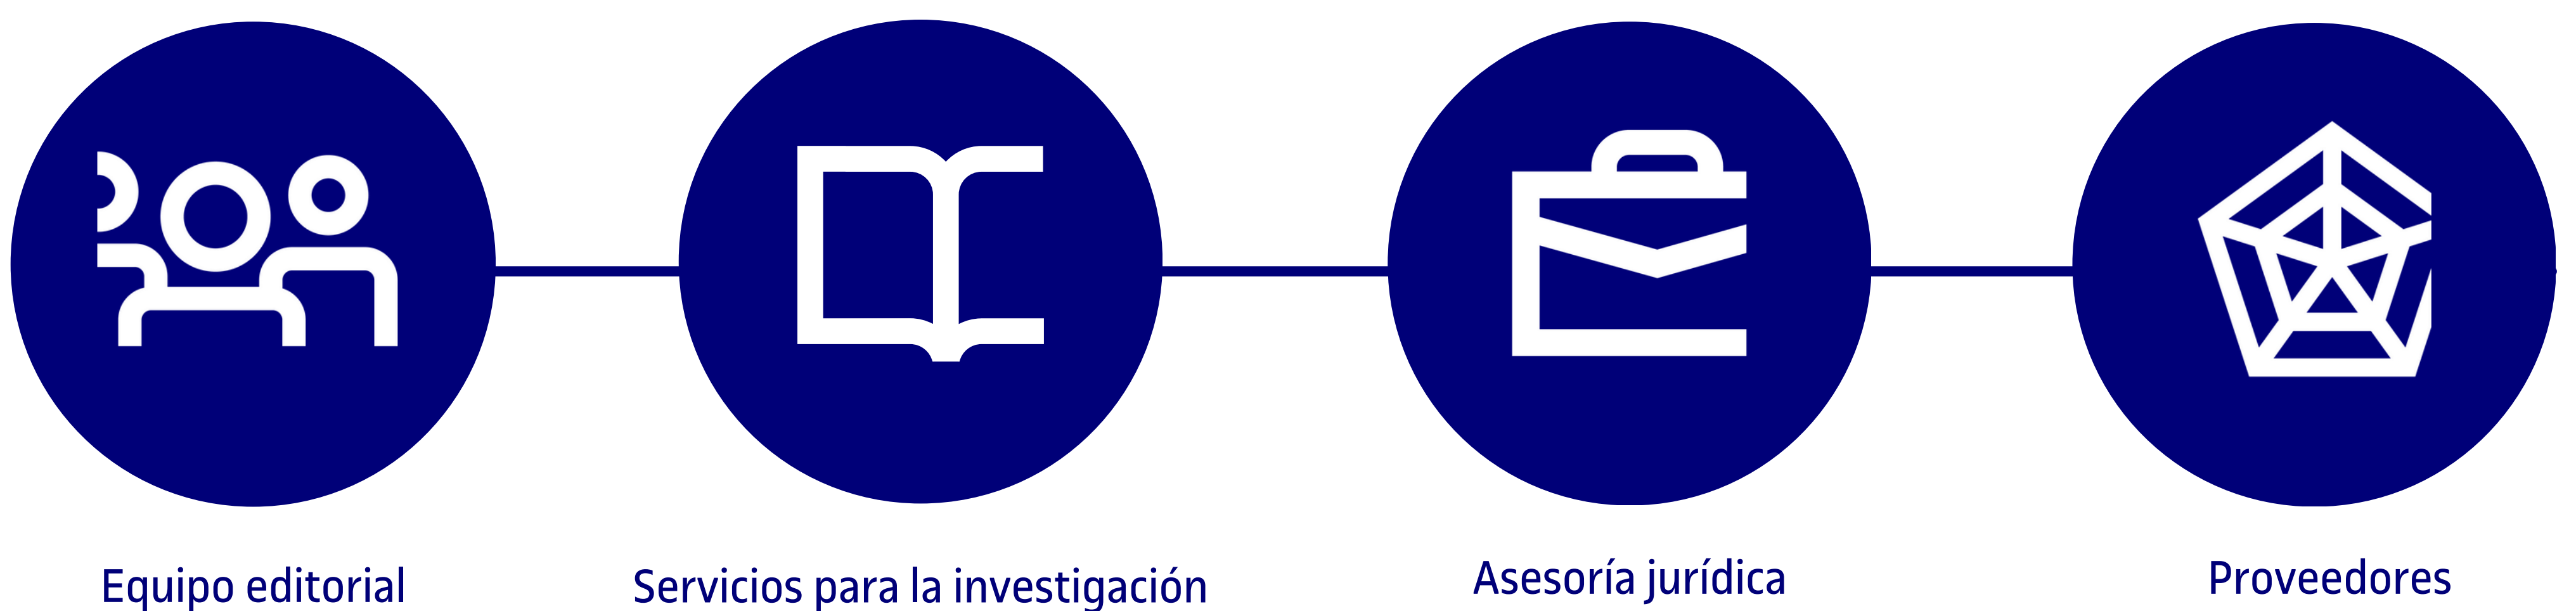 Equipo editorial
Servicios para la investigación
Asesoría jurídica
Proveedores